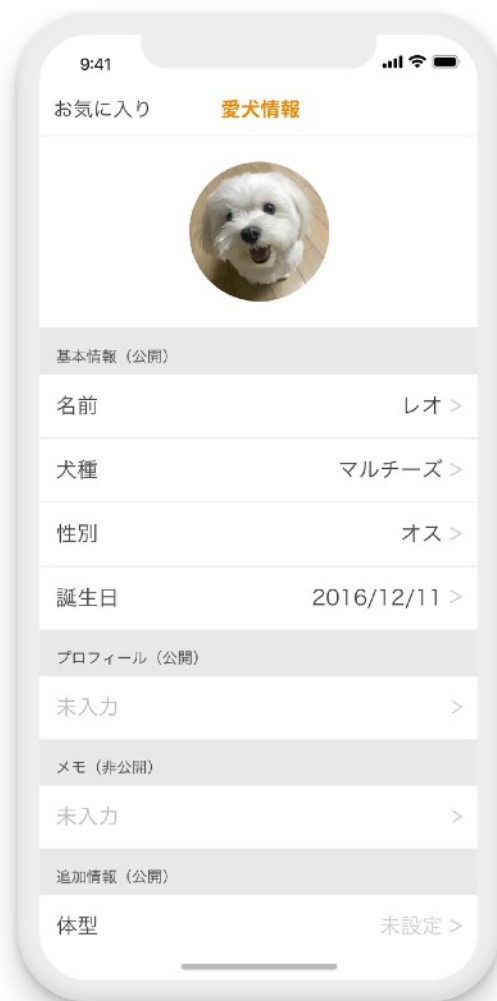 9:41
お気に入り 愛犬情報
基本情報（公開）
名前 レオ >
犬種 マルチーズ >
性別 オス >
誕生日 2016/12/11 >
プロフィール（公開）
未入力 >
メモ（非公開）
未入力 >
追加情報（公開）
体型 未設定 >